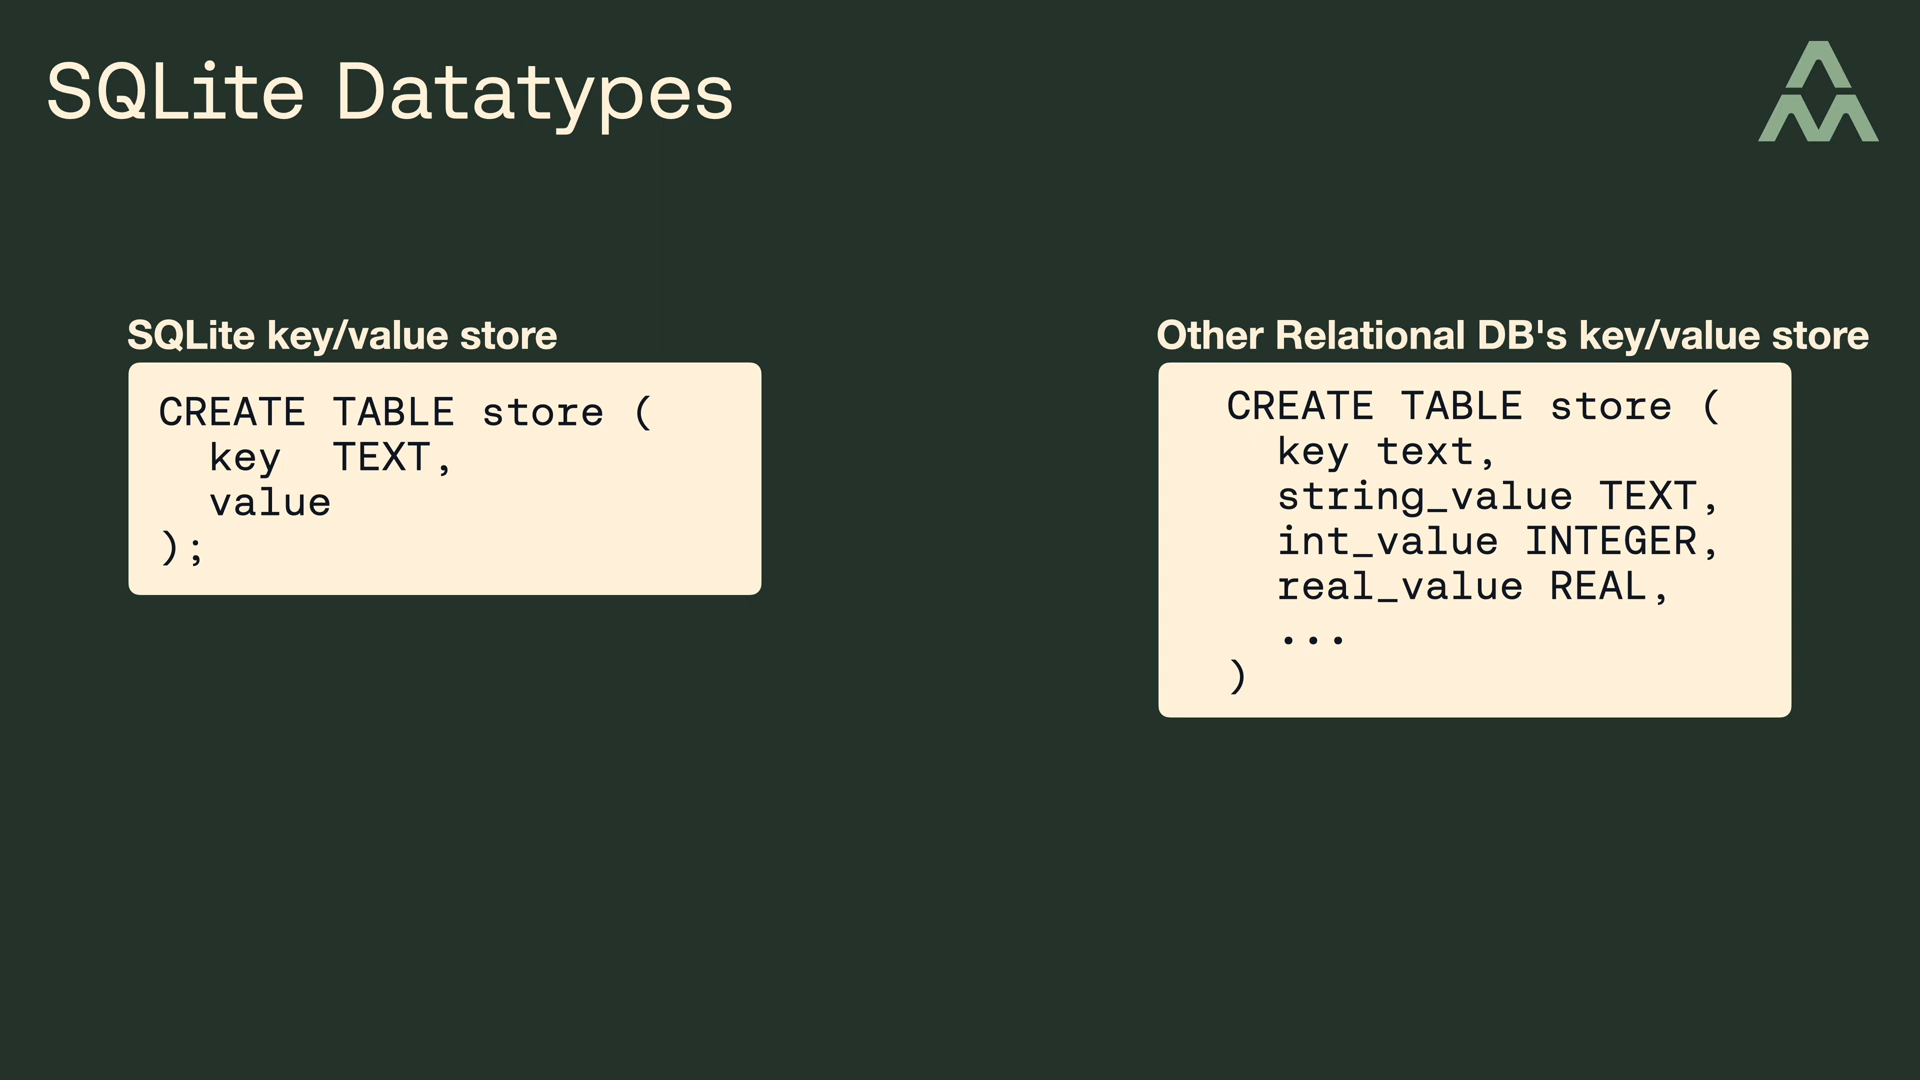 SQLite Datatypes
SQLite key/value store
CREATE TABLE store (
  key  TEXT,
  value
);
Other Relational DB's key/value store
CREATE TABLE store (
  key text,
  string_value TEXT,
  int_value INTEGER,
  real_value REAL,
  ...
)